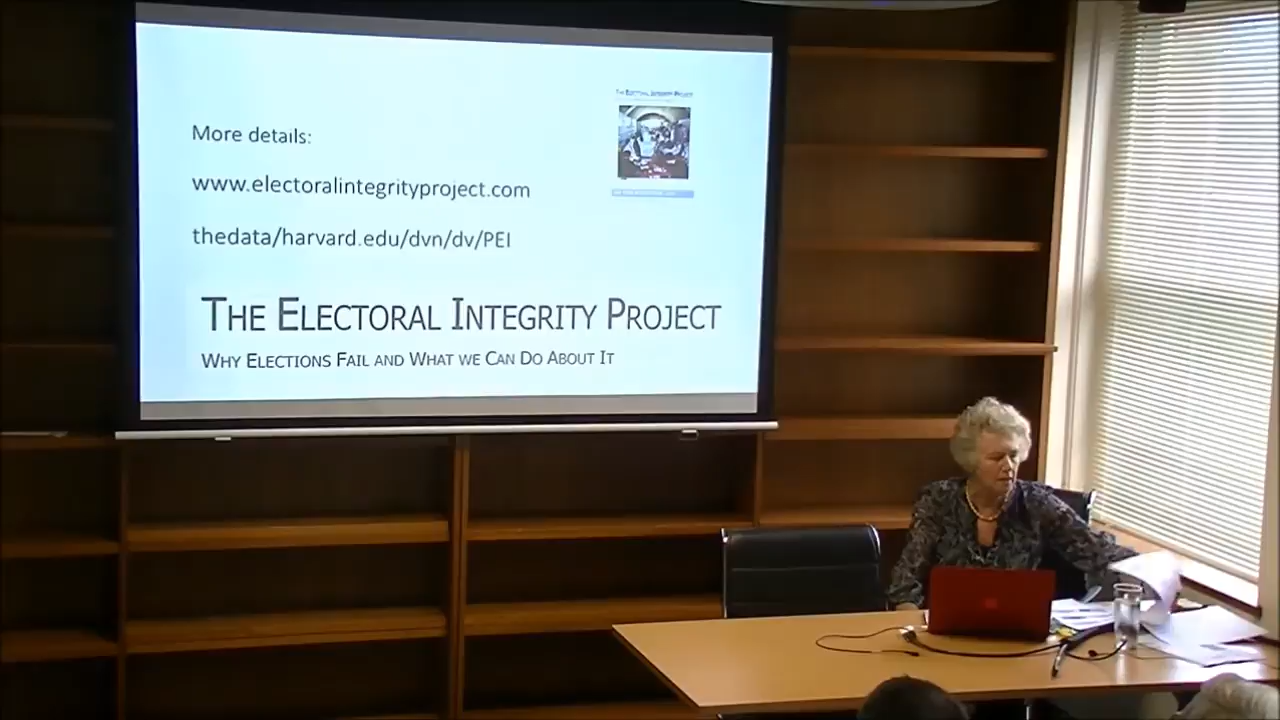 More details:
www.electoralintegrityproject.com
thedata/harvard.edu/dvn/dv/PEI
THE ELECTORAL INTEGRITY PROJECT
THE ELECTORAL INTEGRITY PROJECT
WHY ELECTIONS FAIL AND WHAT WE CAN DO ABOUT IT